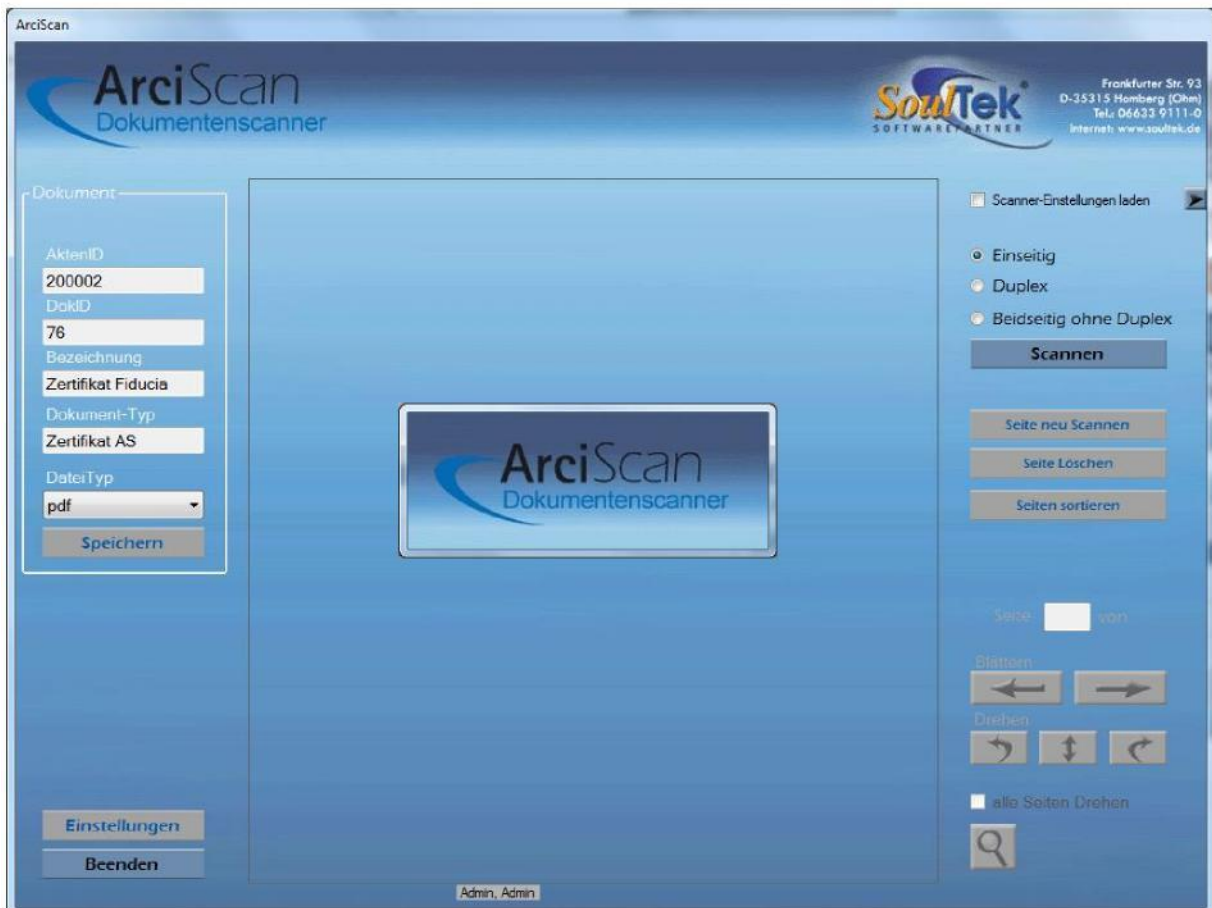 ArciScan
ArciScan
Dokumentenscanner
SoulTek
SOFTWAREPARTNER
Frankfurter Str. 93
D-35315 Homberg (Ohm)
Tel.: 06633 9111-0
Internet: www.soultek.de
Dokument
AktenID
200002
DokID
76
Bezeichnung
Zertifikat Fiducia
Dokument-Typ
Zertifikat AS
DateiTyp
pdf
Speichern
Einstellungen
Beenden
ArciScan
Dokumentenscanner
Admin, Admin
Scanner-Einstellungen laden
Einseitig
Duplex
Beidseitig ohne Duplex
Scannen
Seite neu Scannen
Seite Löschen
Seiten sortieren
Seite von
Blättern
Drehen
alle Seiten Drehen